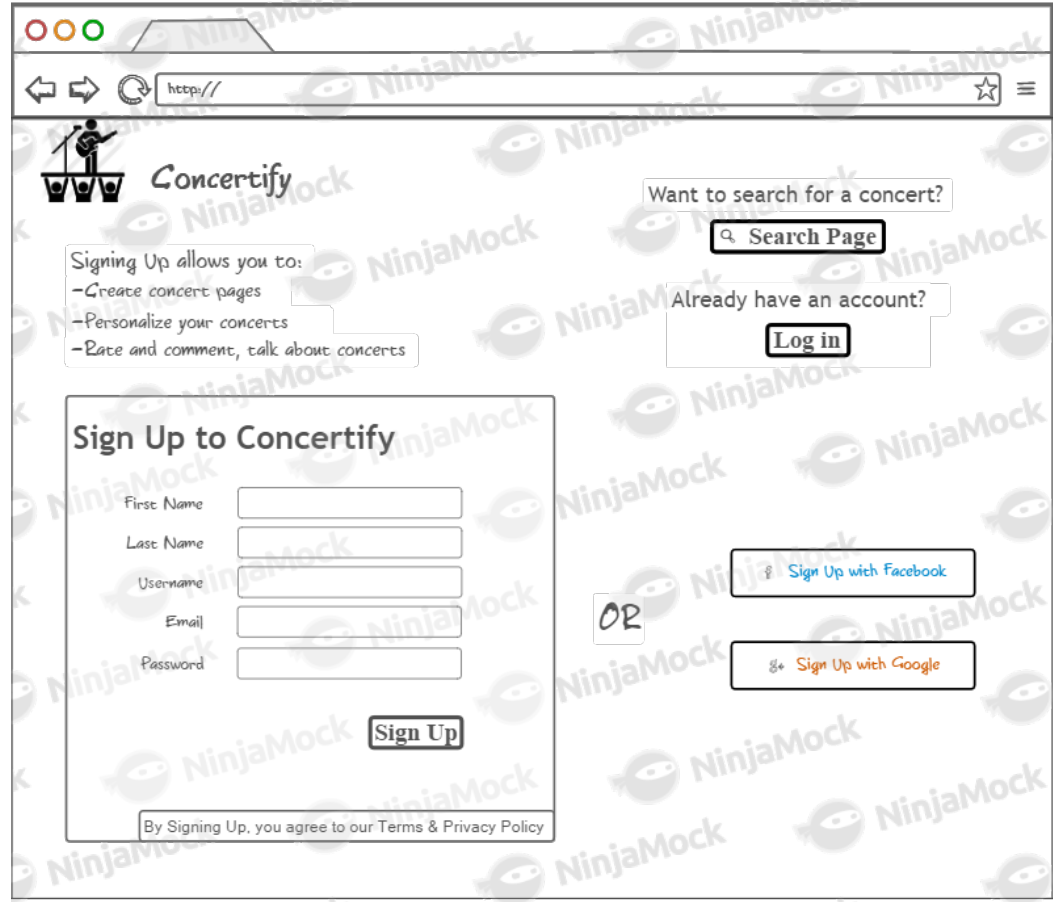 http://
Concertify
Want to search for a concert?
Search Page
Signing Up allows you to:
-Create concert pages
-Personalize your concerts
-Rate and comment, talk about concerts
Already have an account?
Log in
Sign Up to Concertify
First Name
Last Name
Username
Email
Password
Sign Up
By Signing Up, you agree to our Terms & Privacy Policy
OR
Sign Up with Facebook
g+ Sign Up with Google
NinjaMock